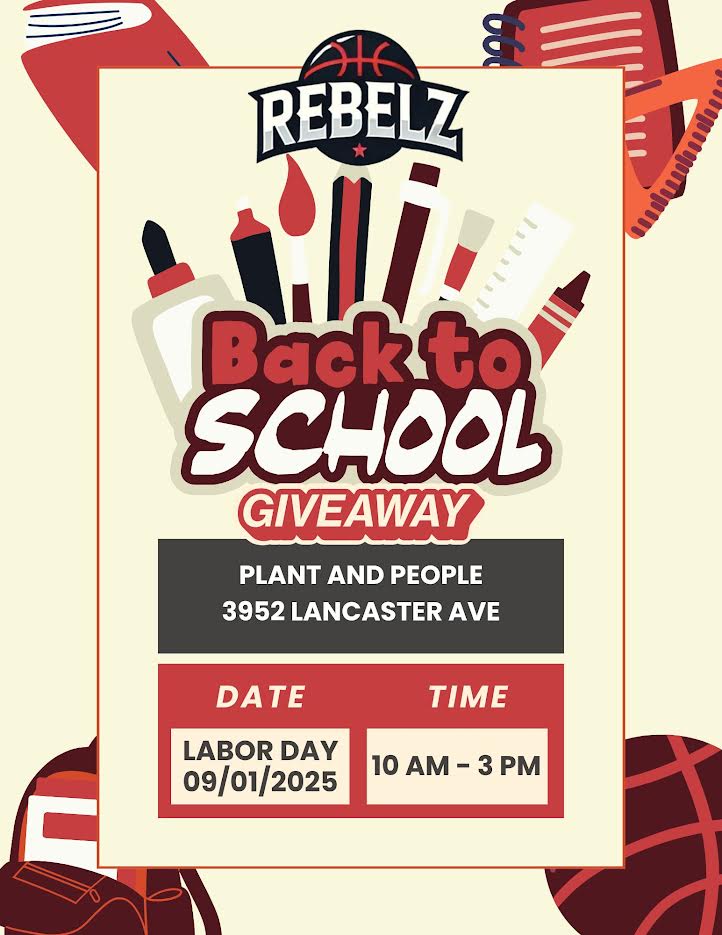 REBELZ
Back to
SCHOOL
GIVEAWAY
PLANT AND PEOPLE
3952 LANCASTER AVE
DATE
TIME
LABOR DAY
09/01/2025
10 AM - 3 PM